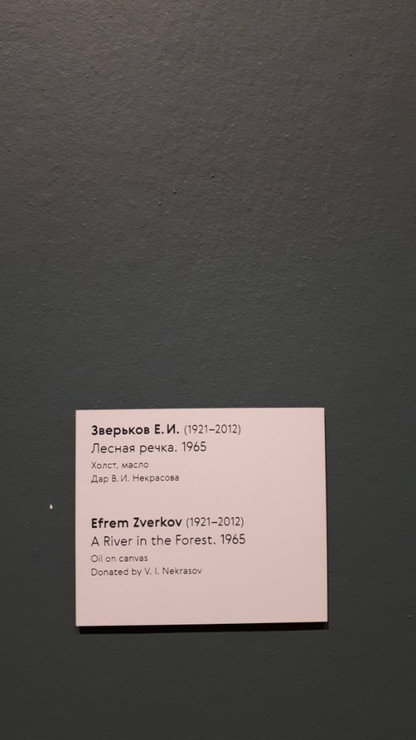 Зверьков Е. И. (1921–2012)
Лесная речка. 1965
Холст, масло
Дар В. И. Некрасова
Efrem Zverkov (1921–2012)
A River in the Forest. 1965
Oil on canvas
Donated by V. I. Nekrasov